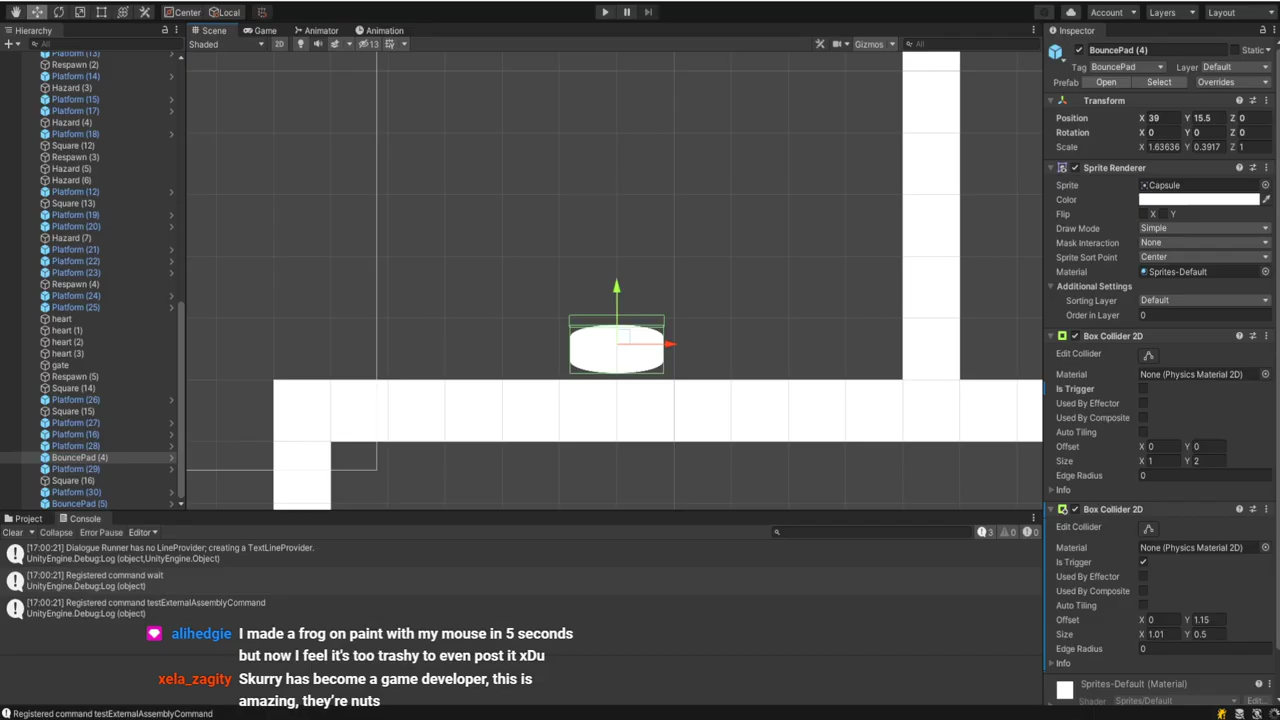 Center Local Account Layers Layout
Hierarchy Scene Game Animator Animation Inspector
All Shaded 2D 13 Gizmos All
BouncePad (4) Static
Tag BouncePad Layer Default
Prefab Open Select Overrides
Platform (13)
Respawn (2)
Platform (14)
Hazard (3)
Platform (15)
Platform (17)
Hazard (4)
Platform (18)
Square (12)
Respawn (3)
Hazard (5)
Hazard (6)
Platform (12)
Square (13)
Platform (19)
Platform (20)
Hazard (7)
Platform (21)
Platform (22)
Platform (23)
Respawn (4)
Platform (24)
Platform (25)
heart
heart (1)
heart (2)
heart (3)
gate
Respawn (5)
Square (14)
Platform (26)
Square (15)
Platform (27)
Platform (16)
Platform (28)
BouncePad (4)
Platform (29)
Square (16)
Platform (30)
BouncePad (5)
Transform
Position X 39 Y 15.5 Z 0
Rotation X 0 Y 0 Z 0
Scale X 1.63636 Y 0.3917 Z 1
Sprite Renderer
Sprite Capsule
Color
Flip X Y
Draw Mode Simple
Mask Interaction None
Sprite Sort Point Center
Material Sprites-Default
Additional Settings
Sorting Layer Default
Order in Layer 0
Box Collider 2D
Edit Collider
Material None (Physics Material 2D)
Is Trigger
Used By Effector
Used By Composite
Auto Tiling
Offset X 0 Y 0
Size X 1 Y 2
Edge Radius 0
Info
Box Collider 2D
Edit Collider
Material None (Physics Material 2D)
Is Trigger
Used By Effector
Used By Composite
Auto Tiling
Offset X 0 Y 1.15
Size X 1.01 Y 0.5
Edge Radius 0
Info
Sprites-Default (Material)
Shader Sprites/Default
Project Console
Clear Collapse Error Pause Editor 3 0 0
[17:00:21] Dialogue Runner has no LineProvider; creating a TextLineProvider.
UnityEngine.Debug:Log (object,UnityEngine.Object)
[17:00:21] Registered command wait
UnityEngine.Debug:Log (object)
[17:00:21] Registered command testExternalAssemblyCommand
UnityEngine.Debug:Log (object)
alihedgie I made a frog on paint with my mouse in 5 seconds
but now I feel it's too trashy to even post it xDu
xela_zagity Skurry has become a game developer, this is
amazing, they're nuts
Registered command testExternalAssemblyCommand